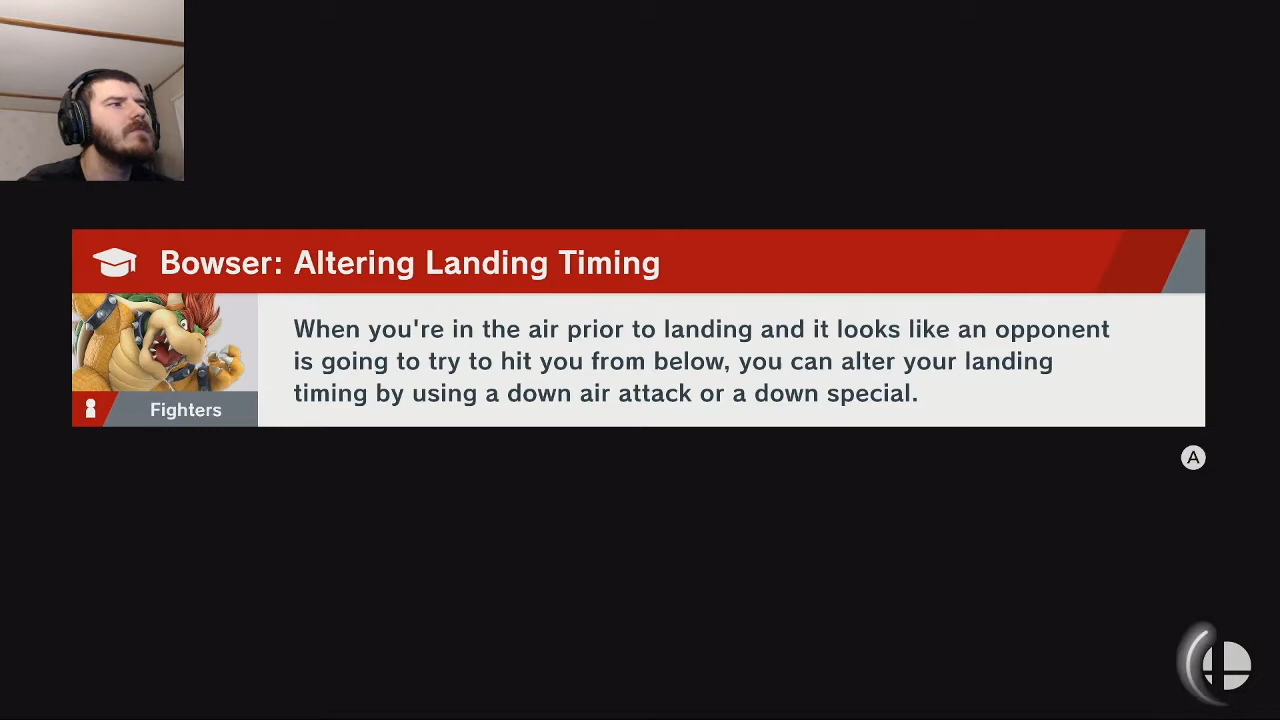 Bowser: Altering Landing Timing
When you're in the air prior to landing and it looks like an opponent
is going to try to hit you from below, you can alter your landing
timing by using a down air attack or a down special.
Fighters
A